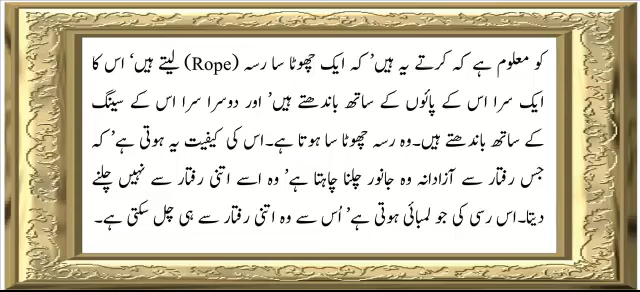 کو معلوم ہے کہ کرتے یہ ہیں’ کہ ایک چھوٹا سا رسہ (Rope) لیتے ہیں‘ اس کا
ایک سرا اس کے پائوں کے ساتھ باندھتے ہیں’ اور دوسرا سرا اس کے سینگ
کے ساتھ باندھتے ہیں۔وہ رسہ چھوٹا سا ہوتا ہے۔اس کی کیفیت یہ ہوتی ہے’ کہ
جس رفتار سے آزادانہ وہ جانور چلنا چاہتا ہے’ وہ اسے اتنی رفتار سے نہیں چلنے
دیتا۔اس رسی کی جو لمبائی ہوتی ہے’ اُس سے وہ اتنی رفتار سے ہی چل سکتی ہے۔